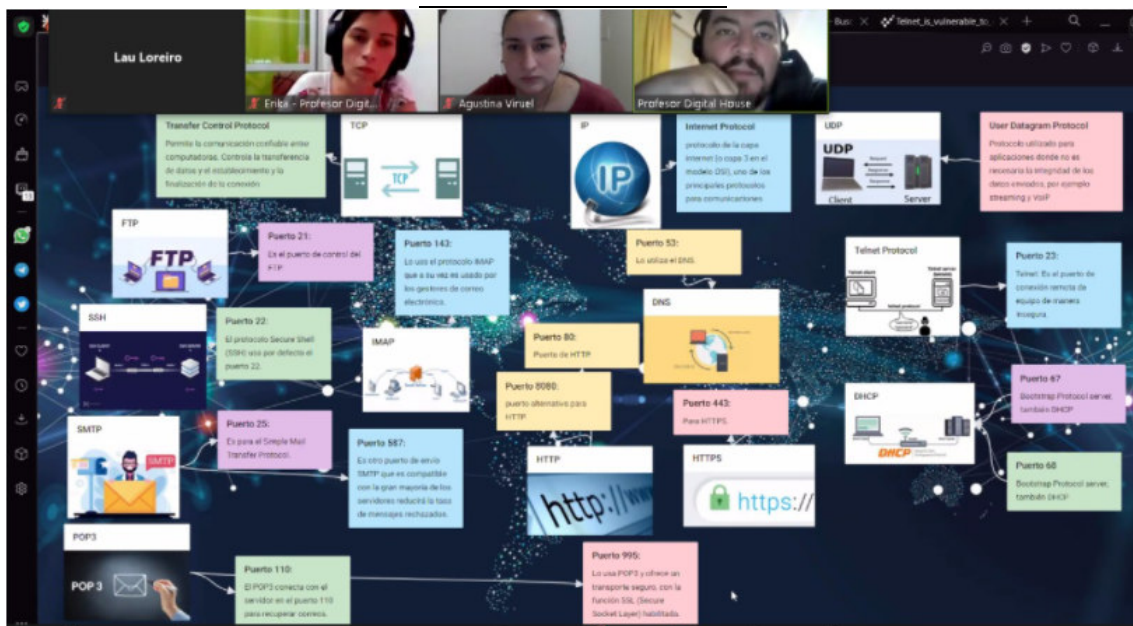 - Bus
Telnet_is_vulnerable_to_
Lau Loreiro
Erika - Profesor Digit...
Agustina Viruel
Profesor Digital House
Transfer Control Protocol
Permite la comunicación confiable entre
computadoras. Controla la transferencia
de datos y el establecimiento y la
finalización de la conexión
TCP
TCP
IP
IP
Internet Protocol
protocolo de la capa
internet (o capa 3 en el
modelo OSI), uno de los
principales protocolos
para comunicaciones
UDP
UDP
Request
Response
Response
Client
Server
User Datagram Protocol
Protocolo utilizado para
aplicaciones donde no es
necesaria la integridad de los
datos enviados, por ejemplo
streaming y VoIP
FTP
FTP
Puerto 21:
Es el puerto de control del
FTP
Puerto 143:
Lo usa el protocolo IMAP
que a su vez es usado por
los gestores de correo
electrónico.
Puerto 53:
Lo utiliza el DNS.
Telnet Protocol
Telnet client
Telnet server
Telnet protocol
Puerto 23:
Telnet: Es el puerto de
conexión remota de
equipo de manera
insegura.
SSH
Puerto 22:
El protocolo Secure Shell
(SSH) usa por defecto el
puerto 22.
IMAP
Puerto 80:
Puerto de HTTP
DNS
Puerto 8080:
puerto alternativo para
HTTP.
Puerto 443:
Para HTTPS.
DHCP
DHCP
Puerto 67
Bootstrap Protocol server,
también DHCP
SMTP
SMTP
Puerto 25:
Es para el Simple Mail
Transfer Protocol.
Puerto 587:
Es otro puerto de envío
SMTP que es compatible
con la gran mayoría de los
servidores reducirá la tasa
de mensajes rechazados.
HTTP
http://ww
HTTPS
https://
Puerto 68
Bootstrap Protocol server,
también DHCP
POP3
POP 3
Puerto 110:
El POP3 conecta con el
servidor en el puerto 110
para recuperar correos.
Puerto 995:
Lo usa POP3 y ofrece un
transporte seguro, con la
función SSL (Secure
Socket Layer) habilitada.